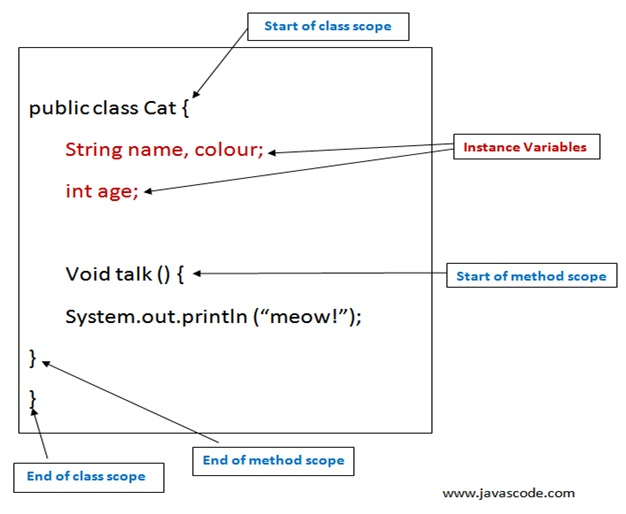 Start of class scope
public class Cat {
String name, colour;
Instance Variables
int age;
Void talk () {
Start of method scope
System.out.println (“meow!”);
}
}
End of method scope
End of class scope
www.javascode.com